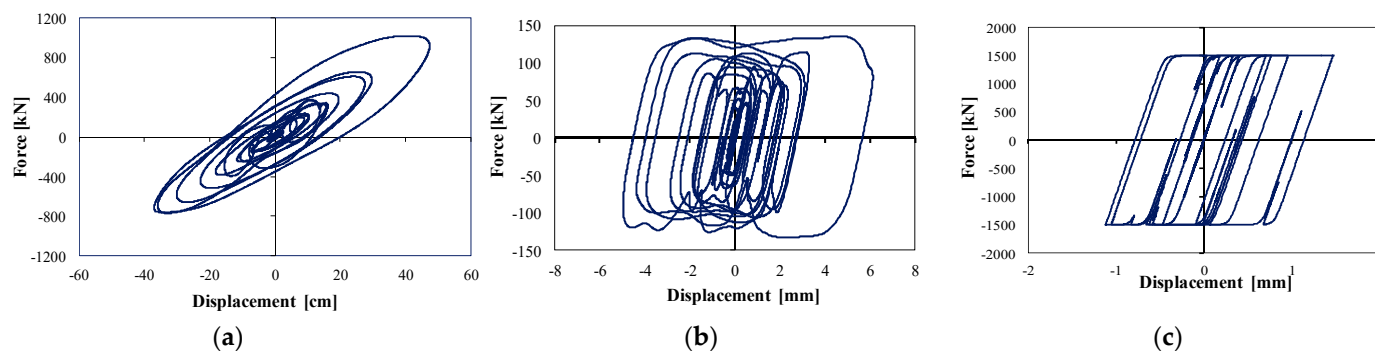 1200
800
400
0
-400
-800
-1200
Force [kN]
-60 -40 -20 0 20 40 60
Displacement [cm]
(a)
150
100
50
0
-50
-100
-150
Force [kN]
-8 -6 -4 -2 0 2 4 6 8
Displacement [mm]
(b)
2000
1500
1000
500
0
-500
-1000
-1500
-2000
Force [kN]
-2 -1 0 1
Displacement [mm]
(c)